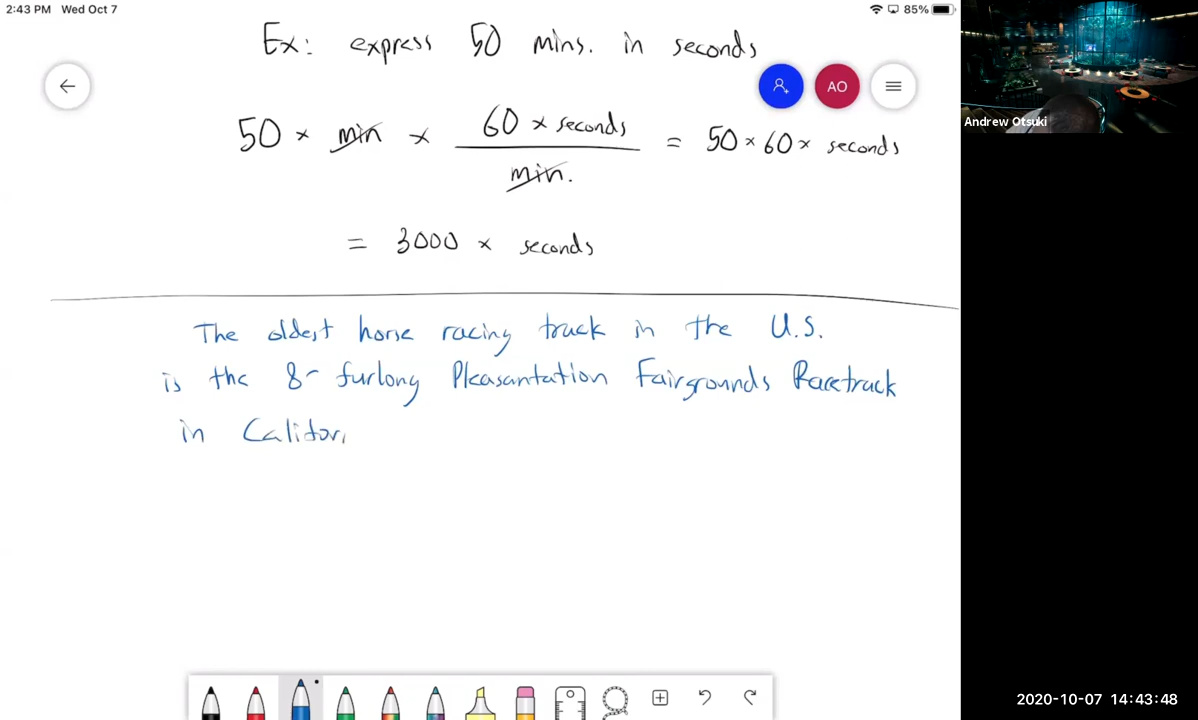 2:43 PM Wed Oct 7
85%
Ex: express 50 mins. in seconds
AO
Andrew Otsuki
50 × min × 60 × seconds / min. = 50 × 60 × seconds
= 3000 × seconds
The oldest horse racing track in the U.S.
is the 8- furlong Pleasantation Fairgrounds Racetrack
in Califor
2020-10-07 14:43:48